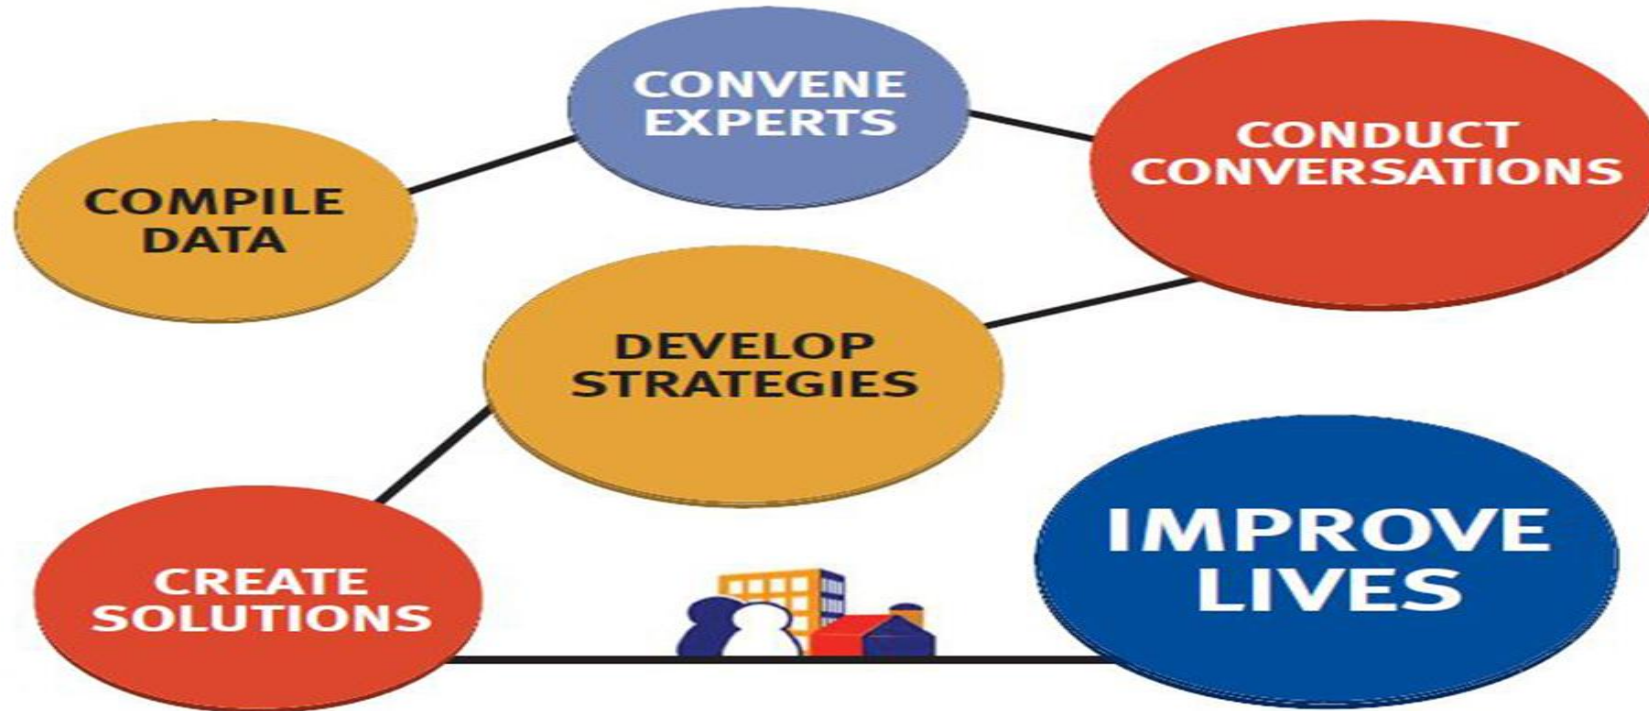 COMPILE
DATA
CONVENE
EXPERTS
CONDUCT
CONVERSATIONS
DEVELOP
STRATEGIES
CREATE
SOLUTIONS
IMPROVE
LIVES